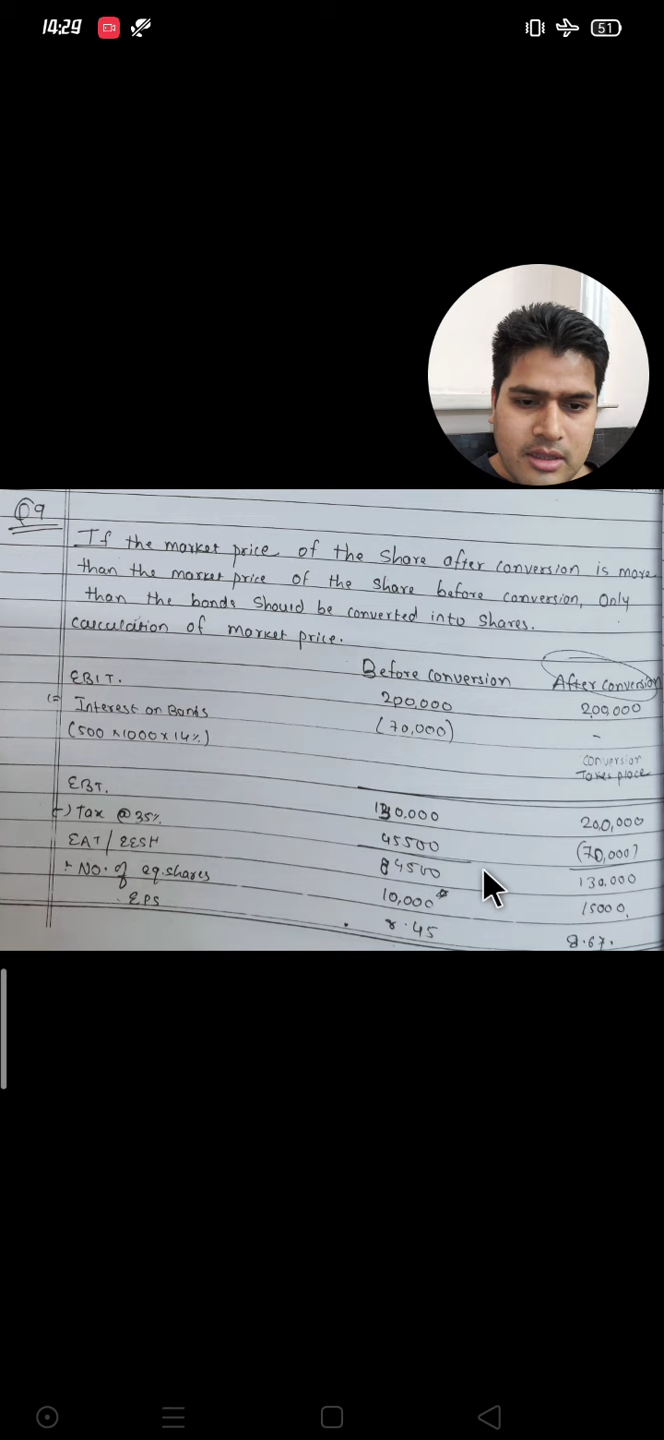 14:29
51
Q9
If the market price of the share after conversion is more
than the market price of the share before conversion, Only
than the bonds should be converted into shares.
calculation of market price.
Before conversion After conversion
EBIT. 200,000 200,000
(-) Interest on Bonds (70,000) -
(500 x 1000 x 14%)
conversion
Takes place
EBT. 130,000 200,000
(-) Tax @ 35% 45500 (70,000)
EAT/EESH 84500 130,000
÷ No. of eq. shares 10,000 15000.
EPS 8.45 8.67.